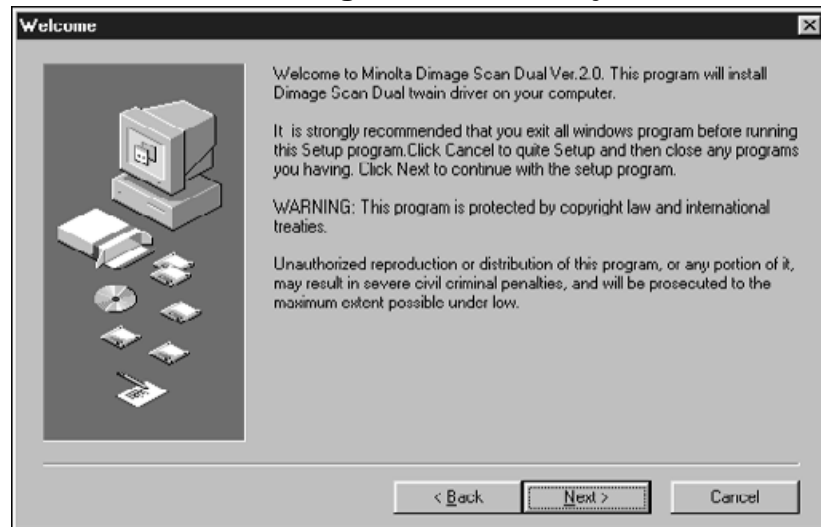 Welcome
Welcome to Minolta Dimage Scan Dual Ver.2.0. This program will install
Dimage Scan Dual twain driver on your computer.
It is strongly recommended that you exit all windows program before running
this Setup program.Click Cancel to quite Setup and then close any programs
you having. Click Next to continue with the setup program.
WARNING: This program is protected by copyright law and international
treaties.
Unauthorized reproduction or distribution of this program, or any portion of it,
may result in severe civil criminal penalties, and will be prosecuted to the
maximum extent possible under low.
< Back
Next >
Cancel